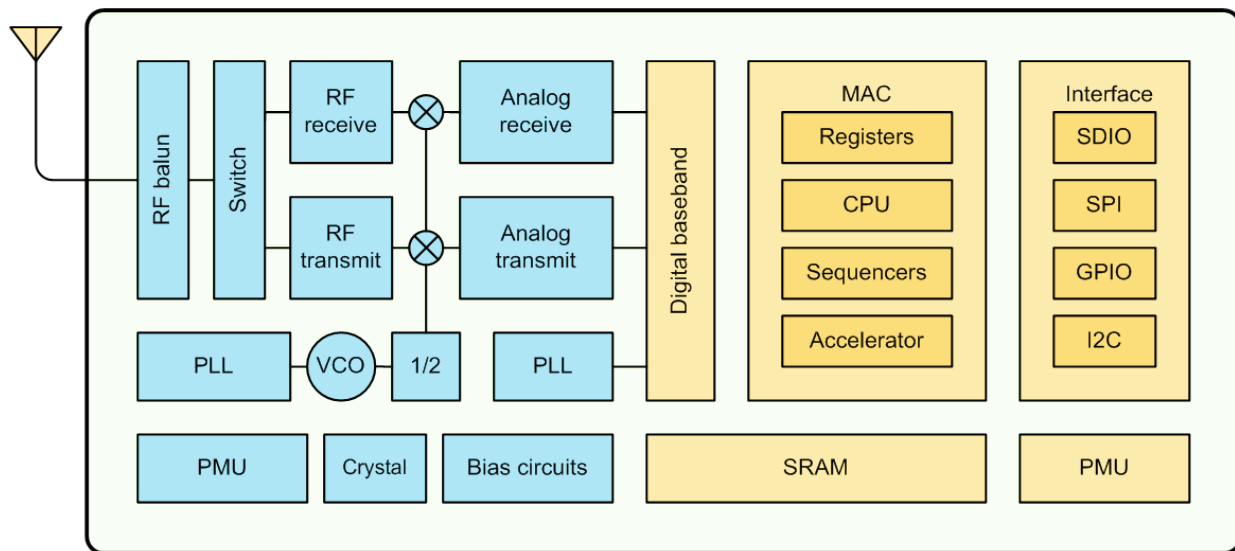 RF balun
Switch
RF
receive
RF
transmit
Analog
receive
Analog
transmit
PLL
VCO
1/2
PLL
Digital baseband
MAC
Registers
CPU
Sequencers
Accelerator
Interface
SDIO
SPI
GPIO
I2C
PMU
Crystal
Bias circuits
SRAM
PMU